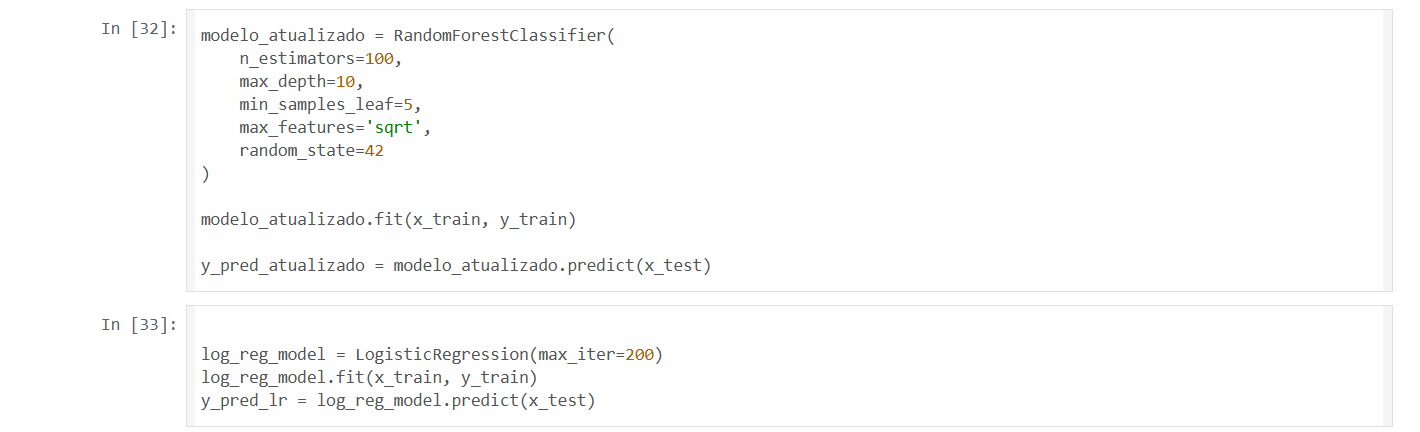 In [32]:
modelo_atualizado = RandomForestClassifier(
    n_estimators=100,
    max_depth=10,
    min_samples_leaf=5,
    max_features='sqrt',
    random_state=42
)
modelo_atualizado.fit(x_train, y_train)
y_pred_atualizado = modelo_atualizado.predict(x_test)
In [33]:
log_reg_model = LogisticRegression(max_iter=200)
log_reg_model.fit(x_train, y_train)
y_pred_lr = log_reg_model.predict(x_test)